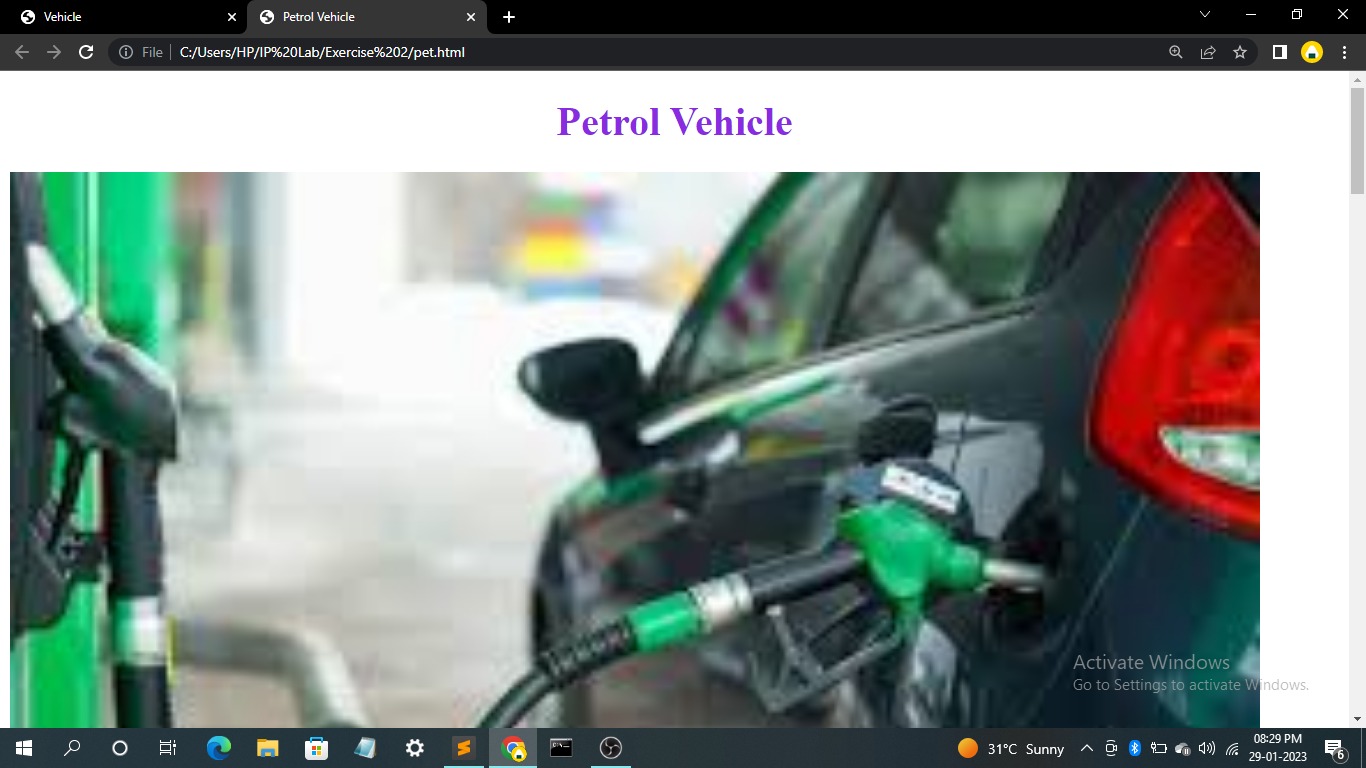 Vehicle
Petrol Vehicle
File
C:/Users/HP/IP%20Lab/Exercise%202/pet.html
Petrol Vehicle
Activate Windows
Go to Settings to activate Windows.
31°C Sunny
08:29 PM
29-01-2023
6